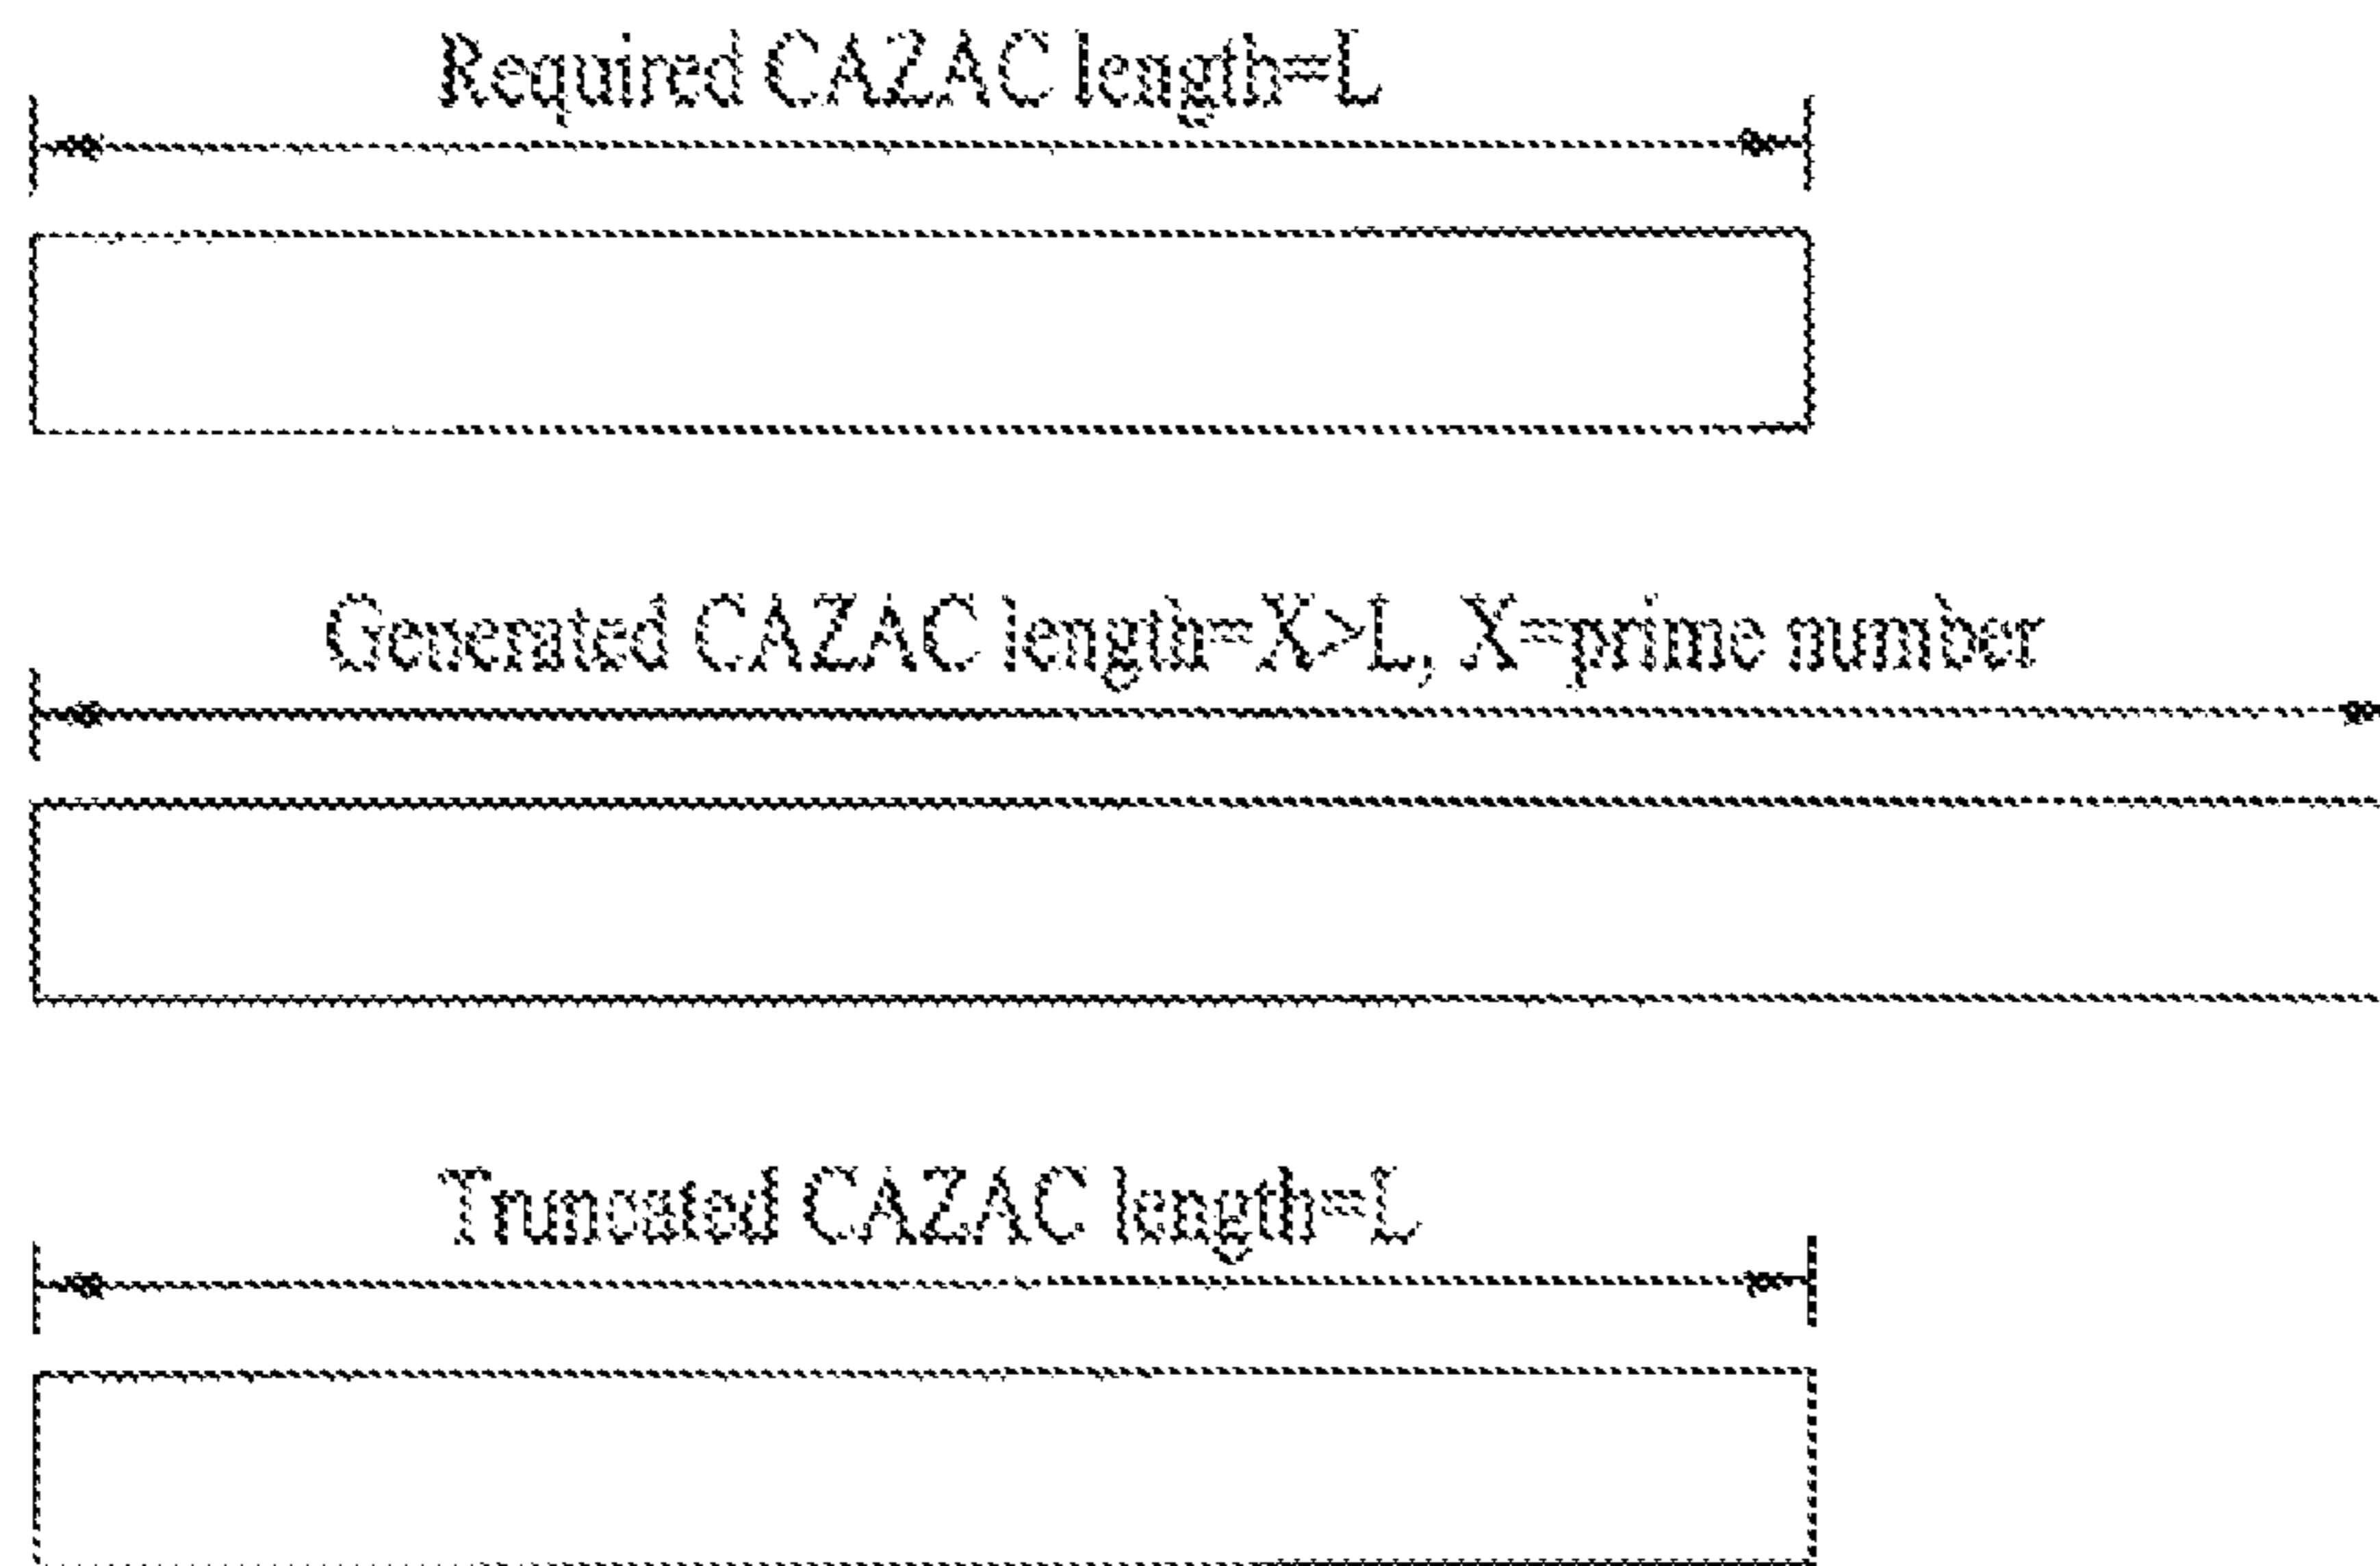 Required CAZAC length=L
Generated CAZAC length=X>L, X=prime number
Truncated CAZAC length=L